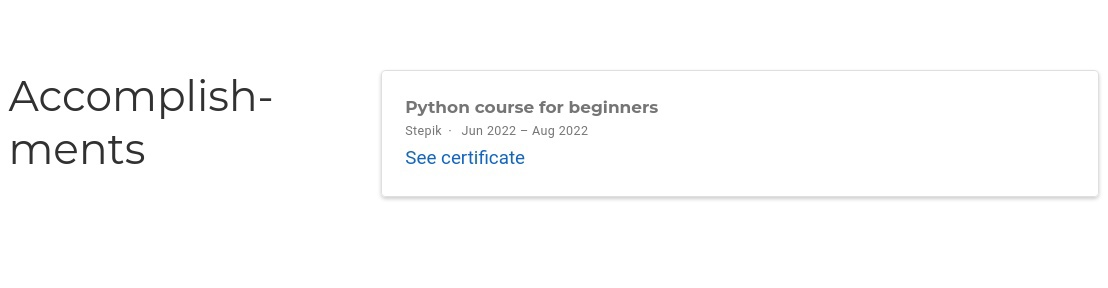 Accomplish-
ments
Python course for beginners
Stepik · Jun 2022 – Aug 2022
See certificate